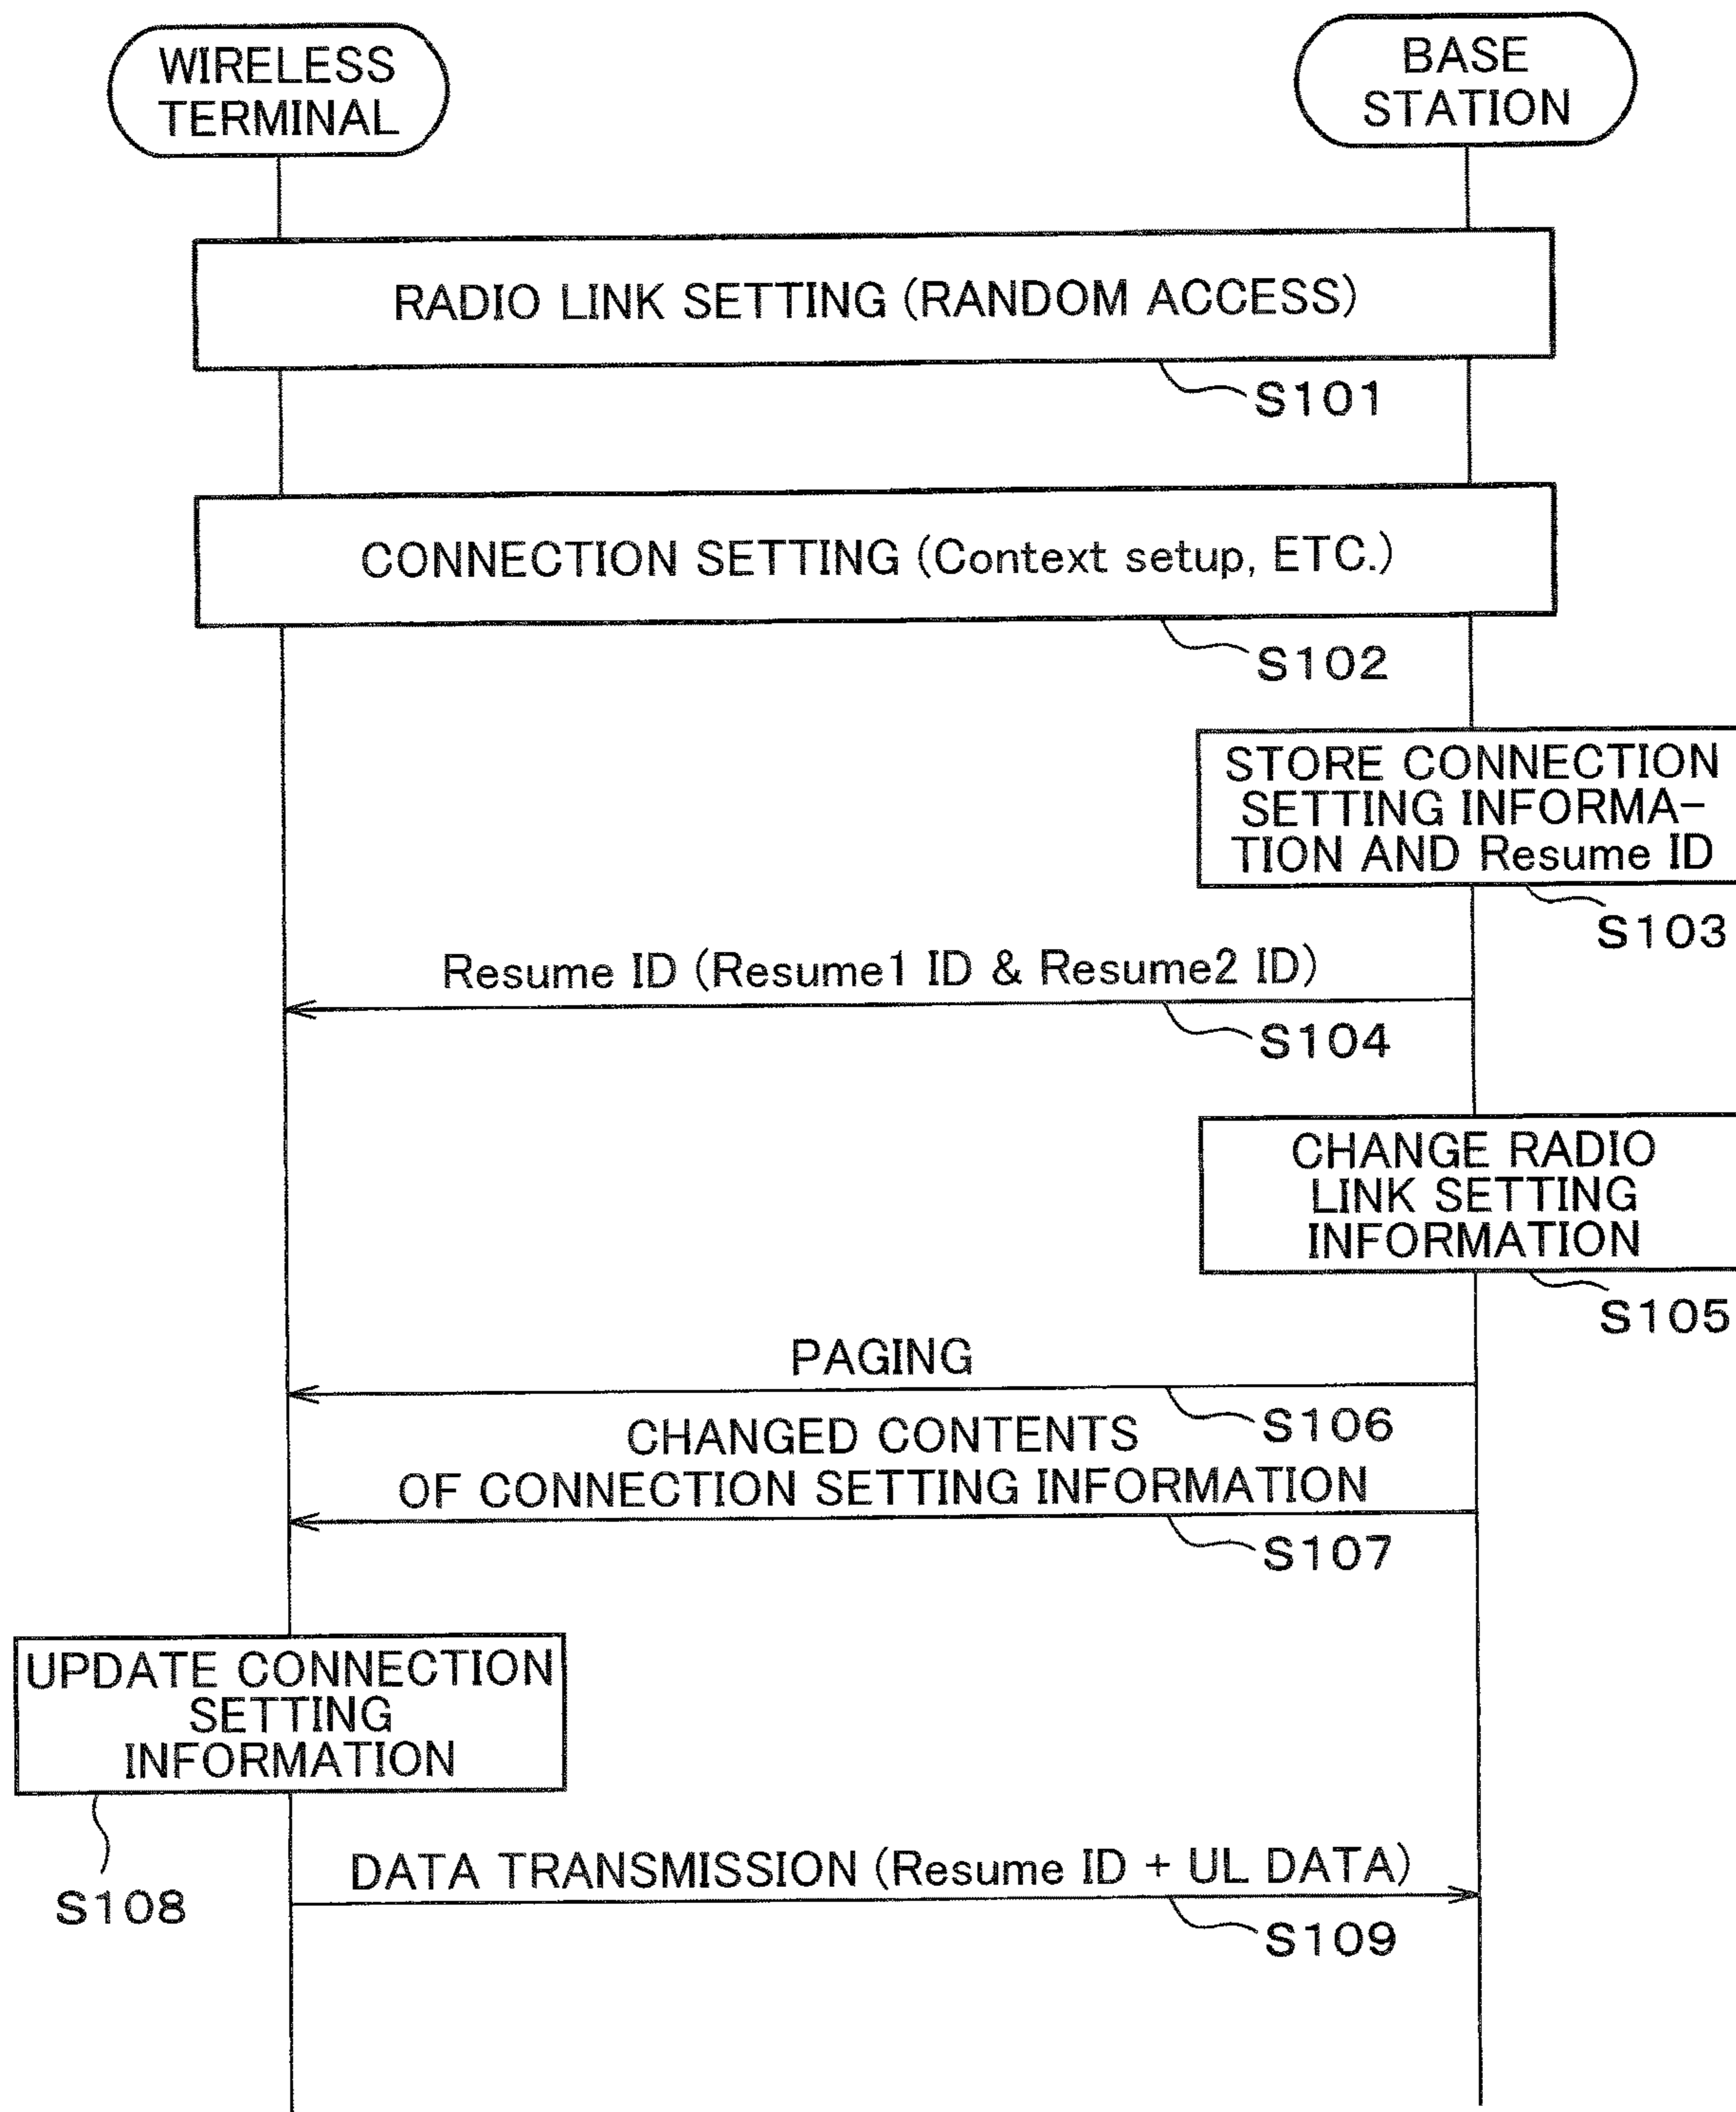 WIRELESS
TERMINAL
BASE
STATION
RADIO LINK SETTING (RANDOM ACCESS)
S101
CONNECTION SETTING (Context setup, ETC.)
S102
STORE CONNECTION
SETTING INFORMA-
TION AND Resume ID
S103
Resume ID (Resume1 ID & Resume2 ID)
S104
CHANGE RADIO
LINK SETTING
INFORMATION
S105
PAGING
S106
CHANGED CONTENTS
OF CONNECTION SETTING INFORMATION
S107
UPDATE CONNECTION
SETTING
INFORMATION
S108
DATA TRANSMISSION (Resume ID + UL DATA)
S109